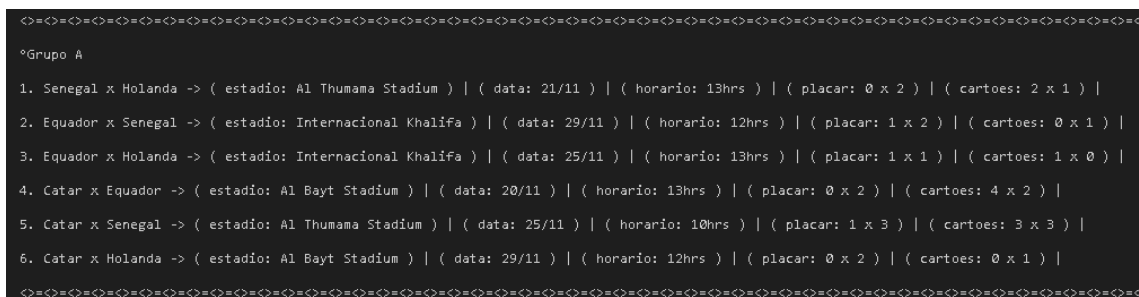 <>=<>=<>=<>=<>=<>=<>=<>=<>=<>=<>=<>=<>=<>=<>=<>=<>=<>=<>=<>=<>=<>=<>=<>=<>=<>=<>=<>=<>=<>=<>=<>=<>=<>=<>=<>=<>=<>=<>=<>=<>=<>=<>=<>=<>=<>=<>=<
°Grupo A
1. Senegal x Holanda -> ( estadio: Al Thumama Stadium ) | ( data: 21/11 ) | ( horario: 13hrs ) | ( placar: 0 x 2 ) | ( cartoes: 2 x 1 ) |
2. Equador x Senegal -> ( estadio: Internacional Khalifa ) | ( data: 29/11 ) | ( horario: 12hrs ) | ( placar: 1 x 2 ) | ( cartoes: 0 x 1 ) |
3. Equador x Holanda -> ( estadio: Internacional Khalifa ) | ( data: 25/11 ) | ( horario: 13hrs ) | ( placar: 1 x 1 ) | ( cartoes: 1 x 0 ) |
4. Catar x Equador -> ( estadio: Al Bayt Stadium ) | ( data: 20/11 ) | ( horario: 13hrs ) | ( placar: 0 x 2 ) | ( cartoes: 4 x 2 ) |
5. Catar x Senegal -> ( estadio: Al Thumama Stadium ) | ( data: 25/11 ) | ( horario: 10hrs ) | ( placar: 1 x 3 ) | ( cartoes: 3 x 3 ) |
6. Catar x Holanda -> ( estadio: Al Bayt Stadium ) | ( data: 29/11 ) | ( horario: 12hrs ) | ( placar: 0 x 2 ) | ( cartoes: 0 x 1 ) |
<>=<>=<>=<>=<>=<>=<>=<>=<>=<>=<>=<>=<>=<>=<>=<>=<>=<>=<>=<>=<>=<>=<>=<>=<>=<>=<>=<>=<>=<>=<>=<>=<>=<>=<>=<>=<>=<>=<>=<>=<>=<>=<>=<>=<>=<>=<>=<